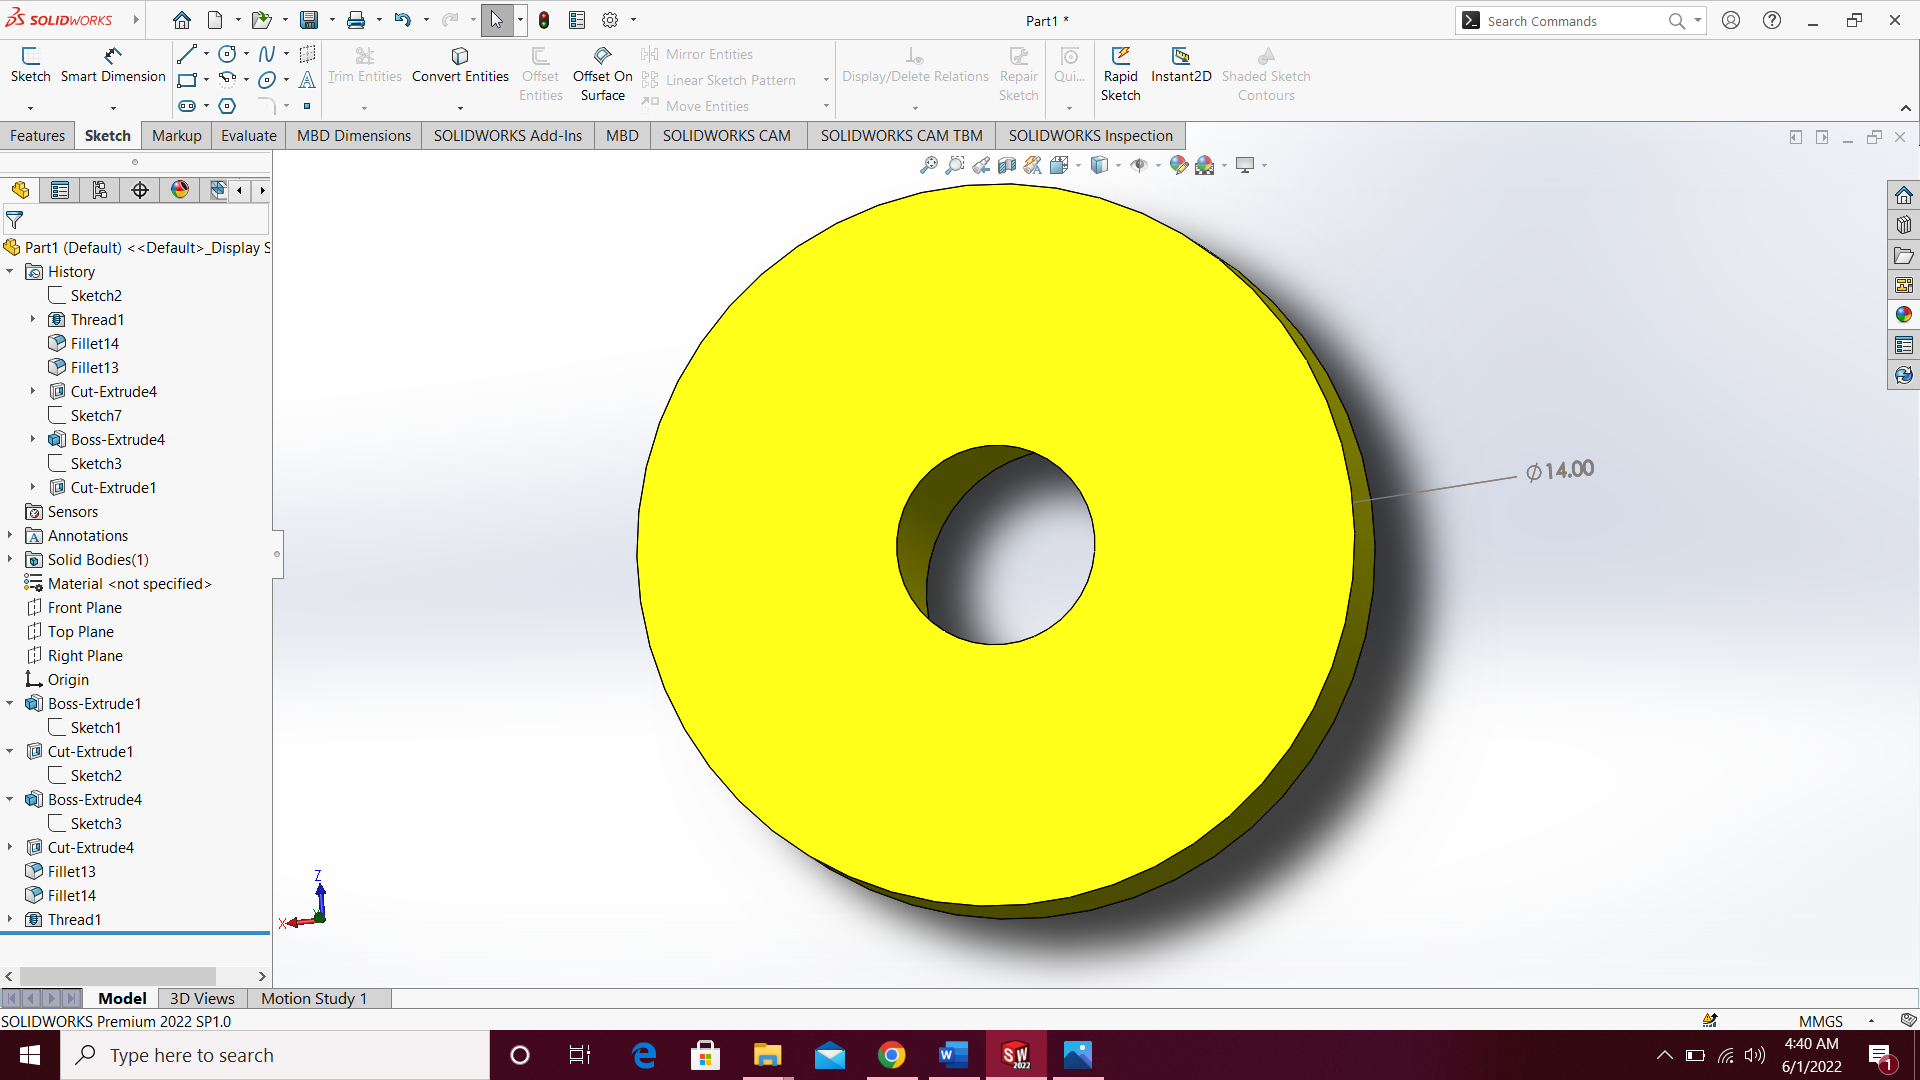 SOLIDWORKS
Part1 *
Search Commands
Sketch
Smart Dimension
Trim Entities
Convert Entities
Offset Entities
Offset On Surface
Mirror Entities
Linear Sketch Pattern
Move Entities
Display/Delete Relations
Repair Sketch
Qui...
Rapid Sketch
Instant2D
Shaded Sketch Contours
Features
Sketch
Markup
Evaluate
MBD Dimensions
SOLIDWORKS Add-Ins
MBD
SOLIDWORKS CAM
SOLIDWORKS CAM TBM
SOLIDWORKS Inspection
Part1 (Default) <<Default>_Display S
History
Sketch2
Thread1
Fillet14
Fillet13
Cut-Extrude4
Sketch7
Boss-Extrude4
Sketch3
Cut-Extrude1
Sensors
Annotations
Solid Bodies(1)
Material <not specified>
Front Plane
Top Plane
Right Plane
Origin
Boss-Extrude1
Sketch1
Cut-Extrude1
Sketch2
Boss-Extrude4
Sketch3
Cut-Extrude4
Fillet13
Fillet14
Thread1
∅14.00
Z
X
Model
3D Views
Motion Study 1
SOLIDWORKS Premium 2022 SP1.0
MMGS
Type here to search
SW
2022
4:40 AM
6/1/2022
1